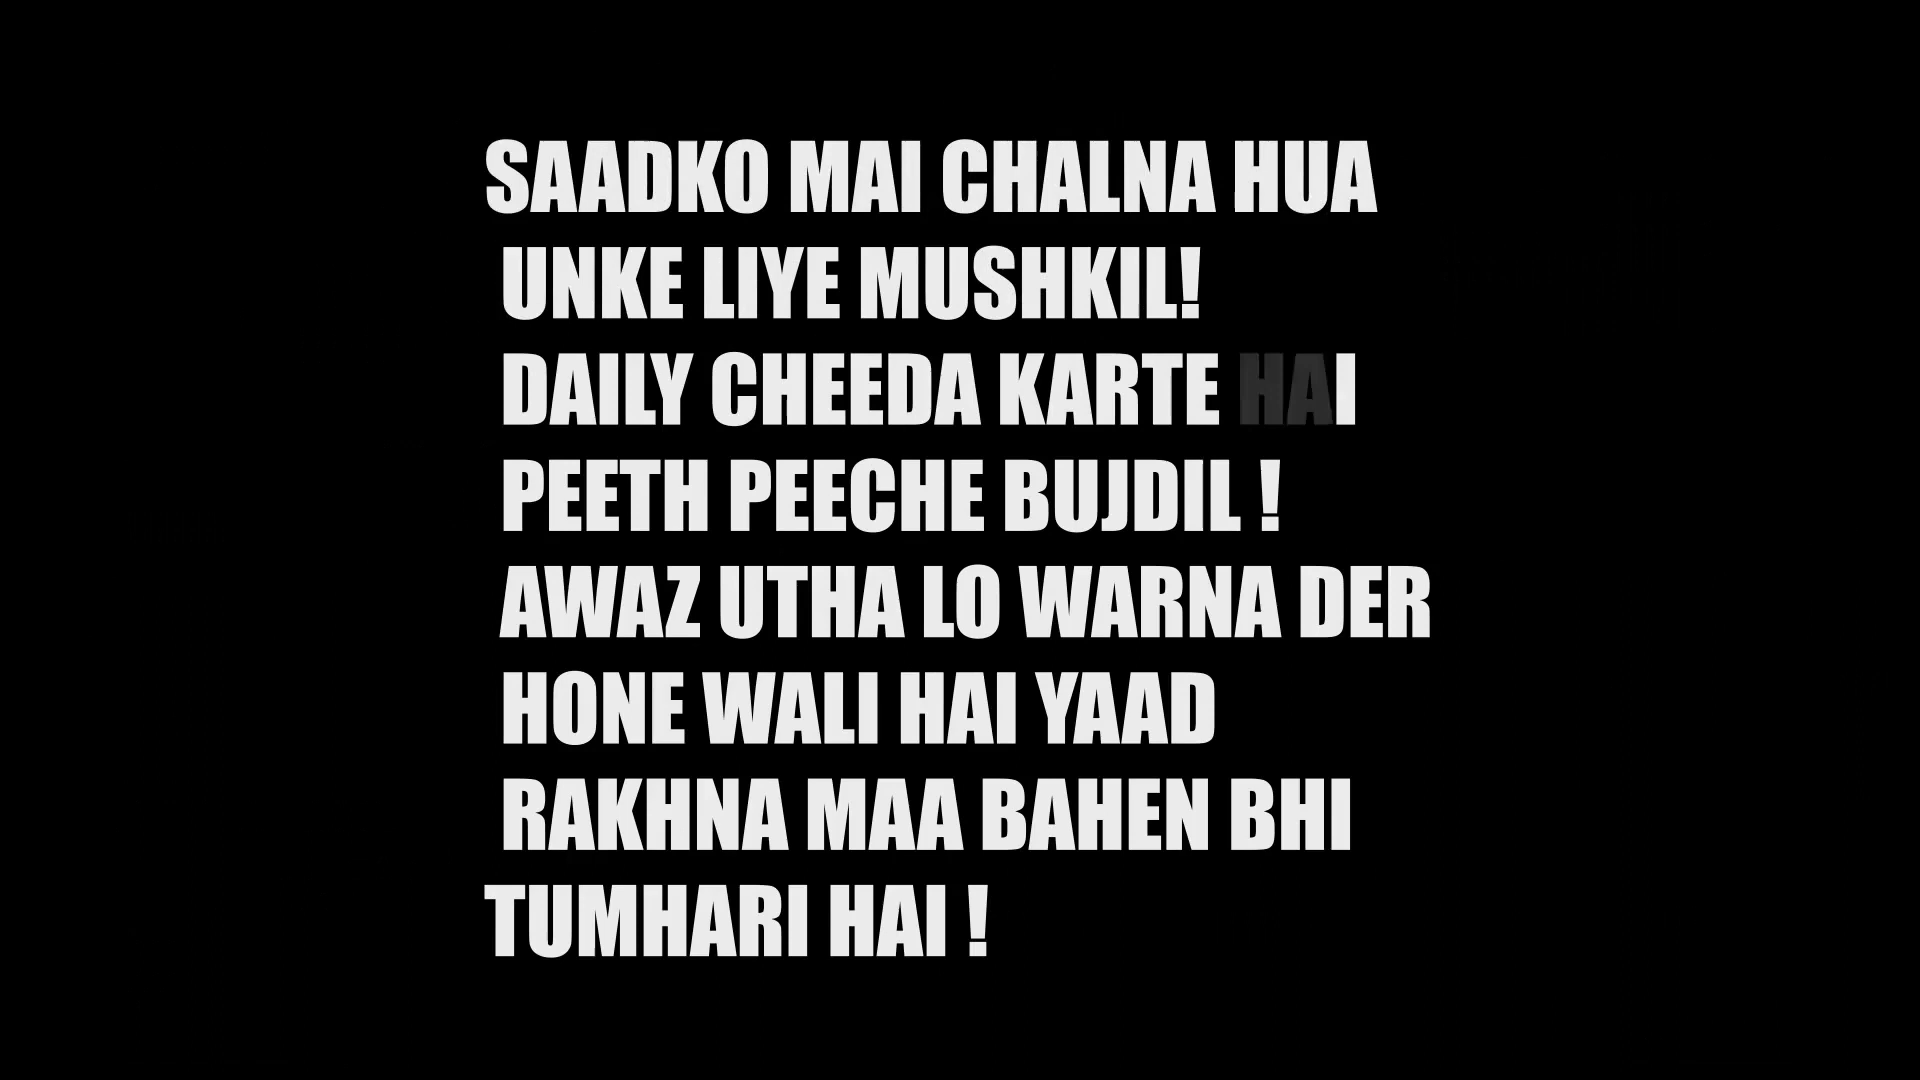 SAADKO MAI CHALNA HUA
UNKE LIYE MUSHKIL!
DAILY CHEEDA KARTE HAI
PEETH PEECHE BUJDIL !
AWAZ UTHA LO WARNA DER
HONE WALI HAI YAAD
RAKHNA MAA BAHEN BHI
TUMHARI HAI !